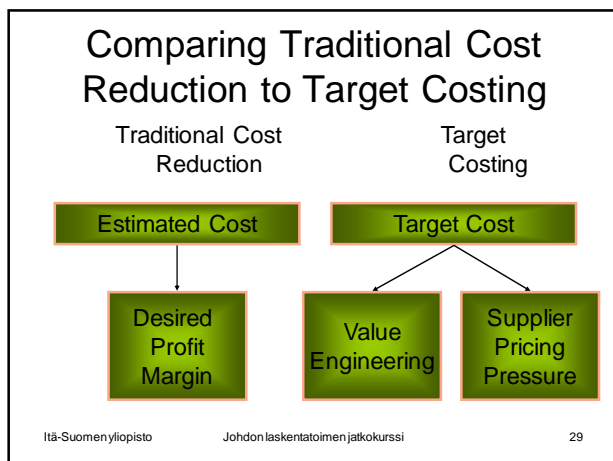 Comparing Traditional Cost
Reduction to Target Costing
Traditional Cost
Reduction
Target
Costing
Estimated Cost
Target Cost
Desired
Profit
Margin
Value
Engineering
Supplier
Pricing
Pressure
Itä-Suomen yliopisto
Johdon laskentatoimen jatkokurssi
29